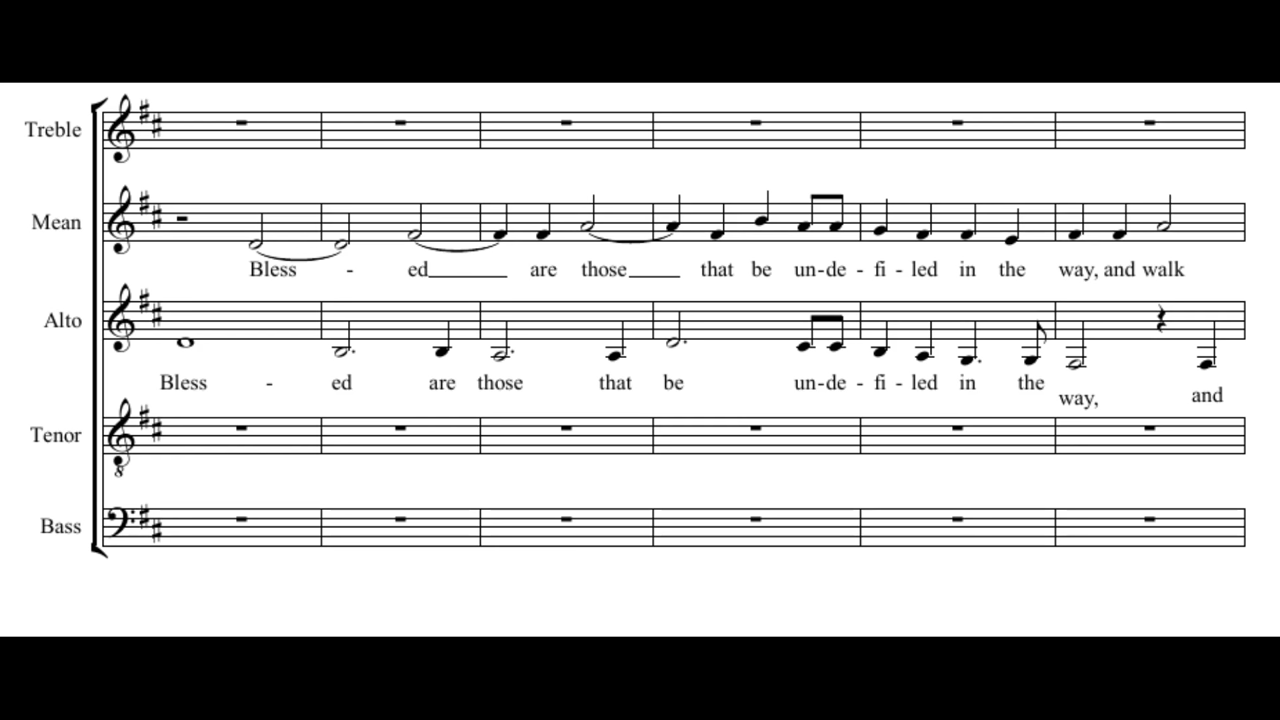 Treble
Mean
Bless - ed are those that be un-de - fi - led in the way, and walk
Alto
Bless - ed are those that be un-de - fi - led in the way, and
Tenor
8
Bass